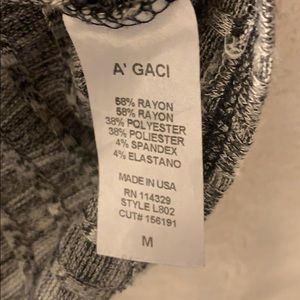 A' GACI
58% RAYON
58% RAYON
38% POLYESTER
38% POLIESTER
4% SPANDEX
4% ELASTANO
MADE IN USA
RN 114329
STYLE L802
CUT# 156191
M